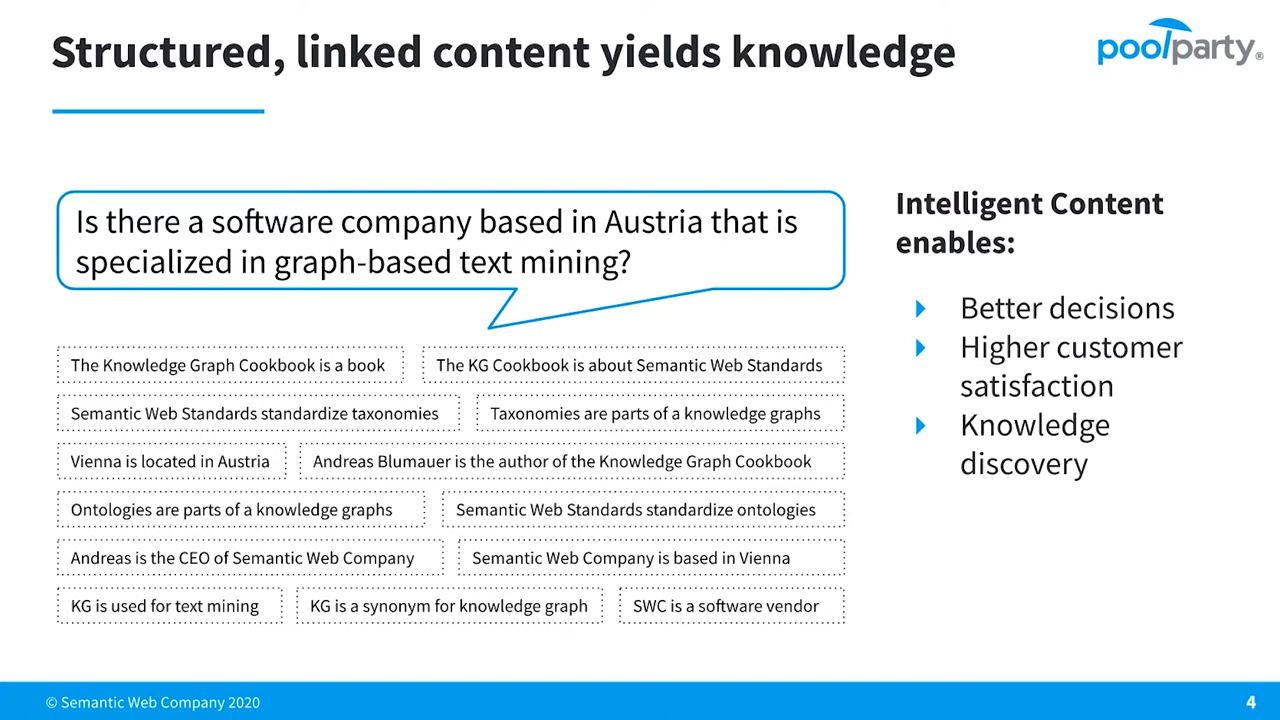 Structured, linked content yields knowledge
poolparty®
Is there a software company based in Austria that is
specialized in graph-based text mining?
The Knowledge Graph Cookbook is a book
The KG Cookbook is about Semantic Web Standards
Semantic Web Standards standardize taxonomies
Taxonomies are parts of a knowledge graphs
Vienna is located in Austria
Andreas Blumauer is the author of the Knowledge Graph Cookbook
Ontologies are parts of a knowledge graphs
Semantic Web Standards standardize ontologies
Andreas is the CEO of Semantic Web Company
Semantic Web Company is based in Vienna
KG is used for text mining
KG is a synonym for knowledge graph
SWC is a software vendor
Intelligent Content
enables:
Better decisions
Higher customer
satisfaction
Knowledge
discovery
© Semantic Web Company 2020
4